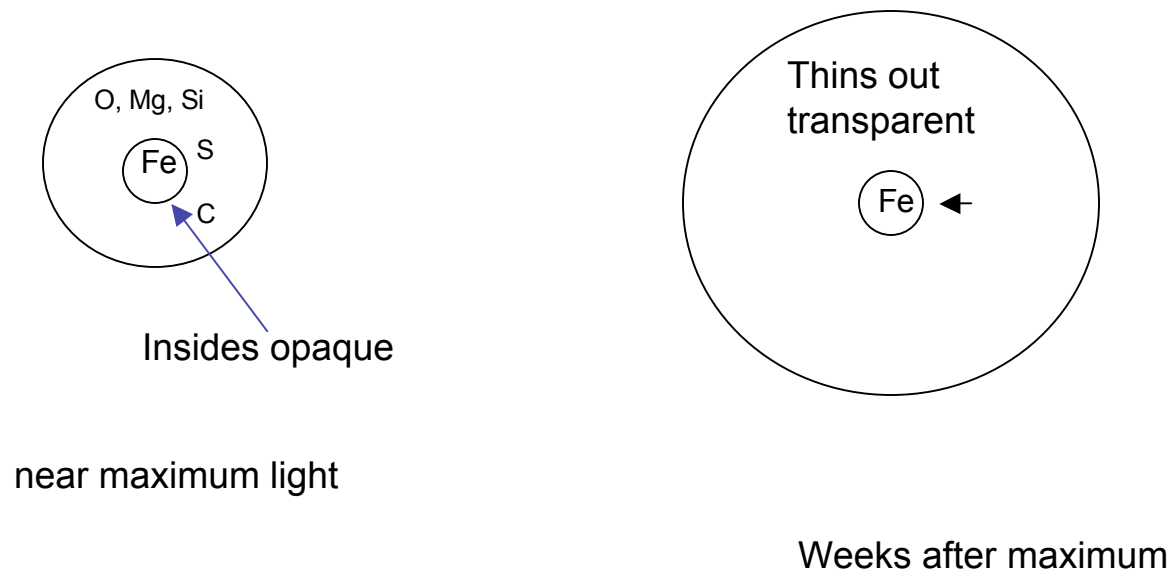 O, Mg, Si
Fe
S
C
Insides opaque
near maximum light
Thins out
transparent
Fe
Weeks after maximum